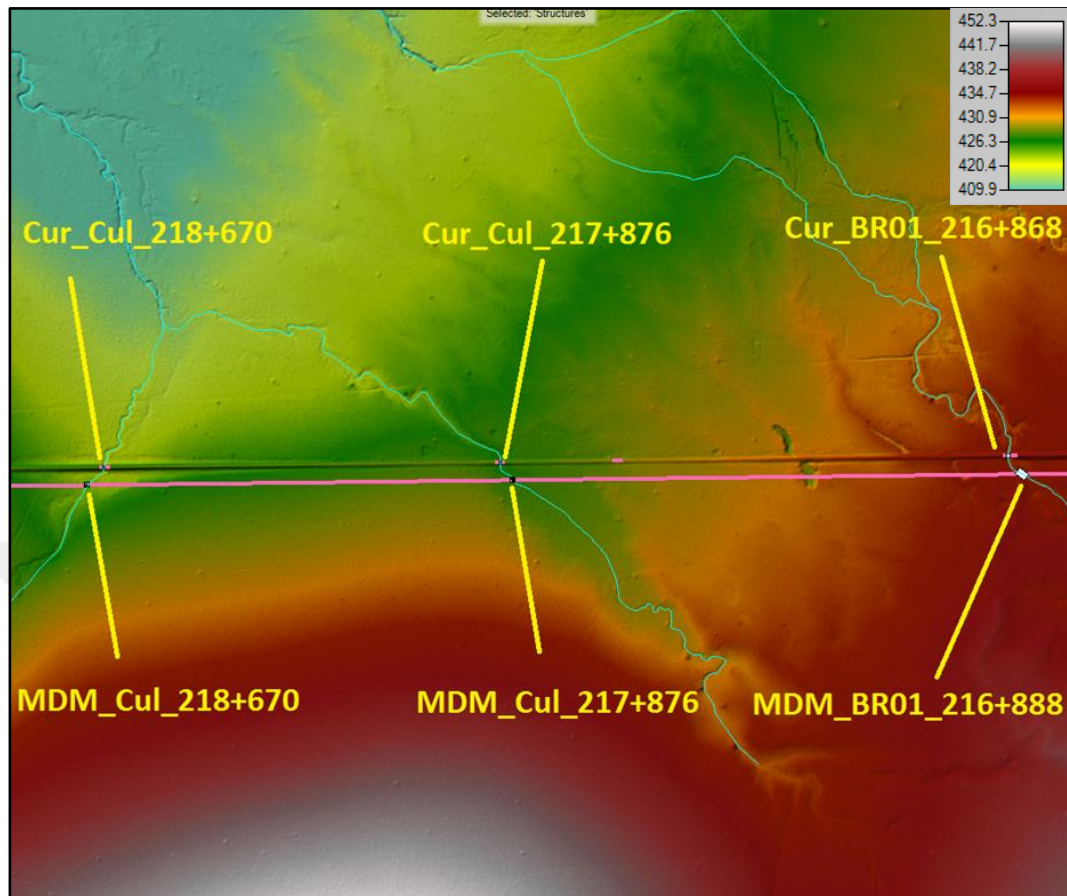 Selected: 'Structures'
452.3
441.7
438.2
434.7
430.9
426.3
420.4
409.9
Cur_Cul_218+670
Cur_Cul_217+876
Cur_BR01_216+868
MDM_Cul_218+670
MDM_Cul_217+876
MDM_BR01_216+888